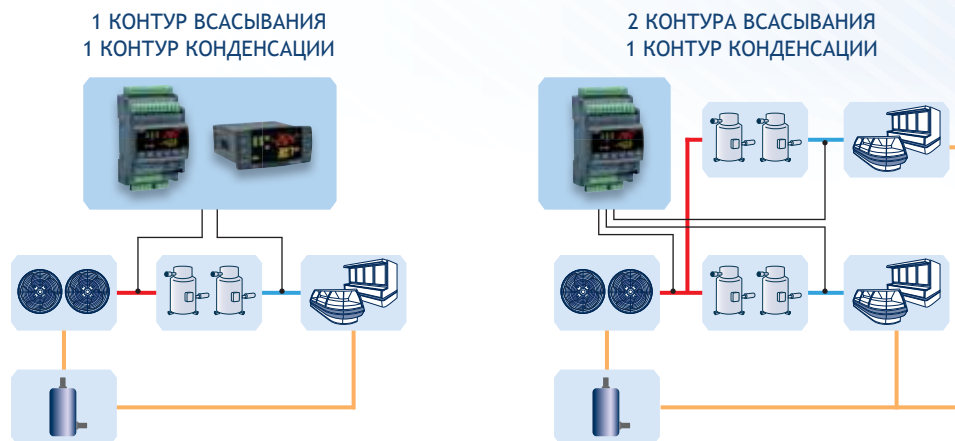 1 КОНТУР ВСАСЫВАНИЯ
1 КОНТУР КОНДЕНСАЦИИ
2 КОНТУРА ВСАСЫВАНИЯ
1 КОНТУР КОНДЕНСАЦИИ